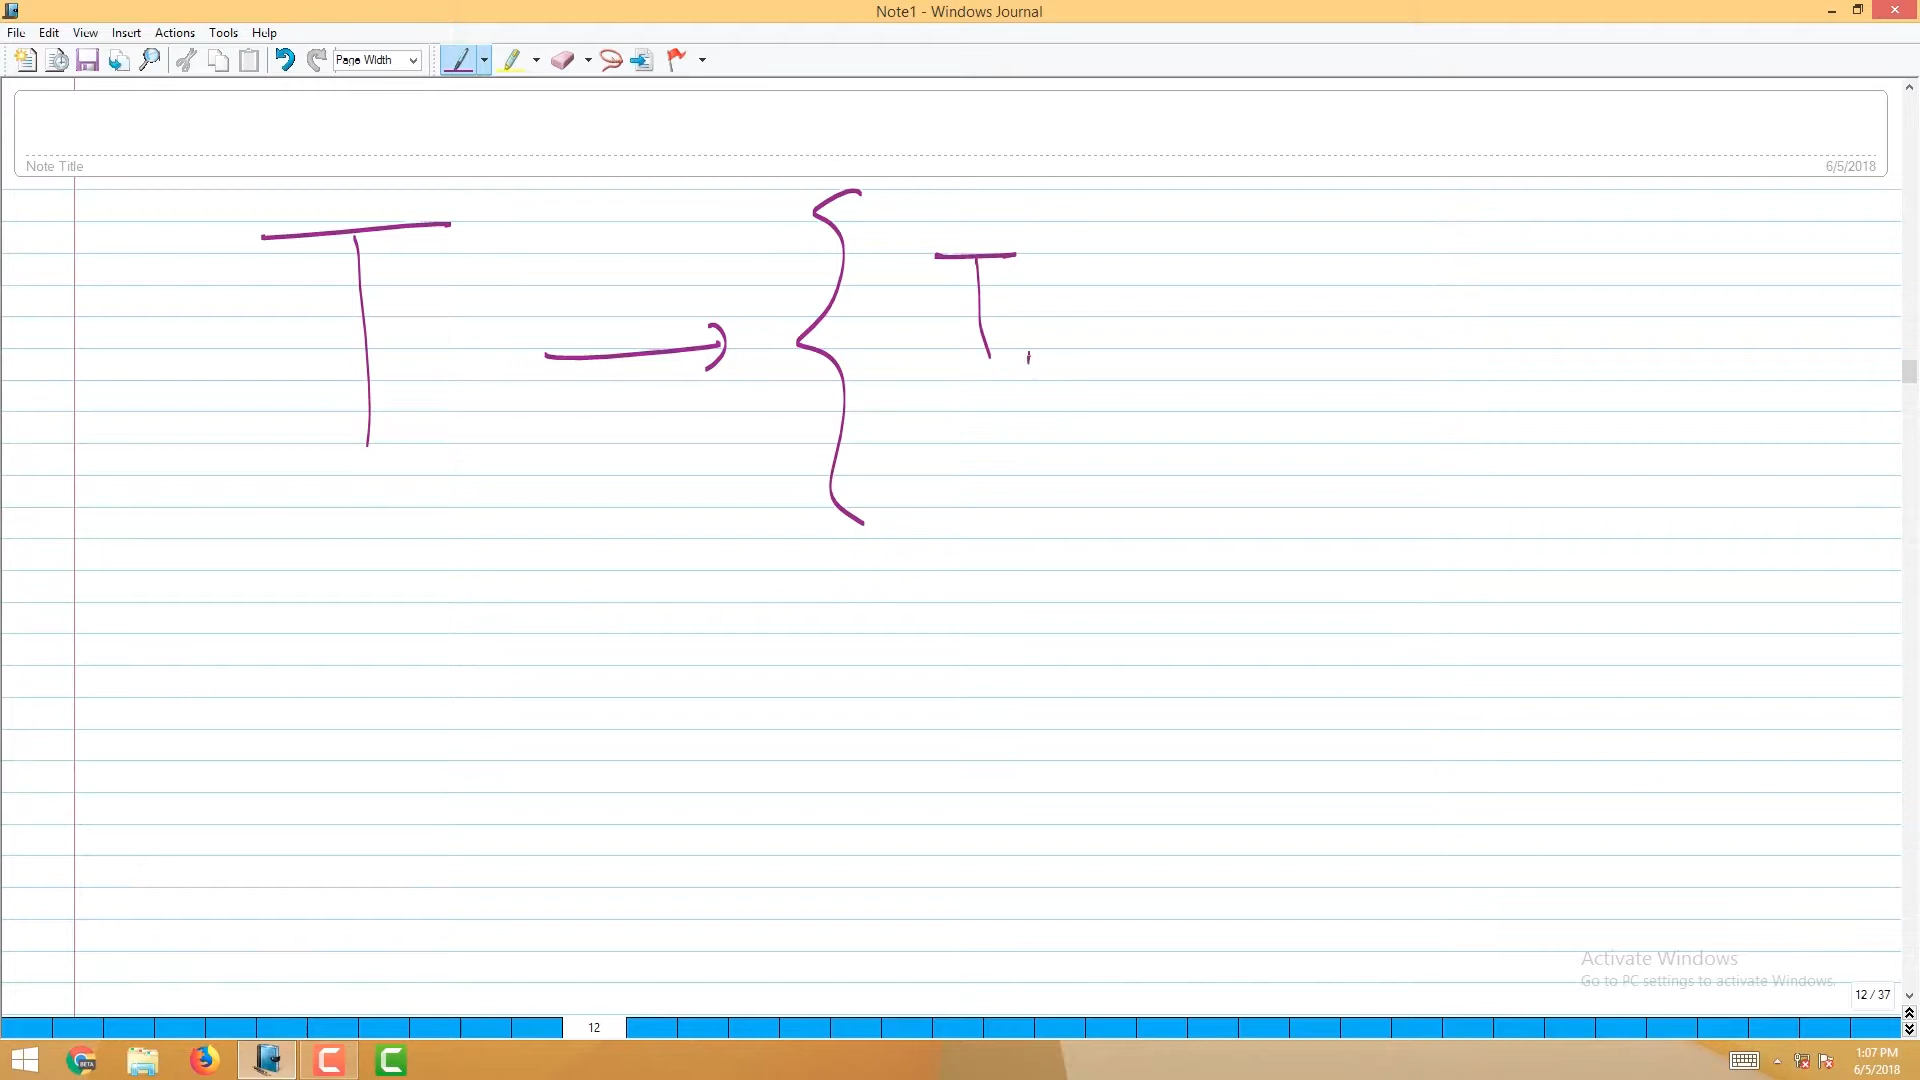 Note1 - Windows Journal
File Edit View Insert Actions Tools Help
Page Width
Note Title 6/5/2018
T → { T
Activate Windows
Go to PC settings to activate Windows.
12 / 37
12
BETA
1:07 PM
6/5/2018